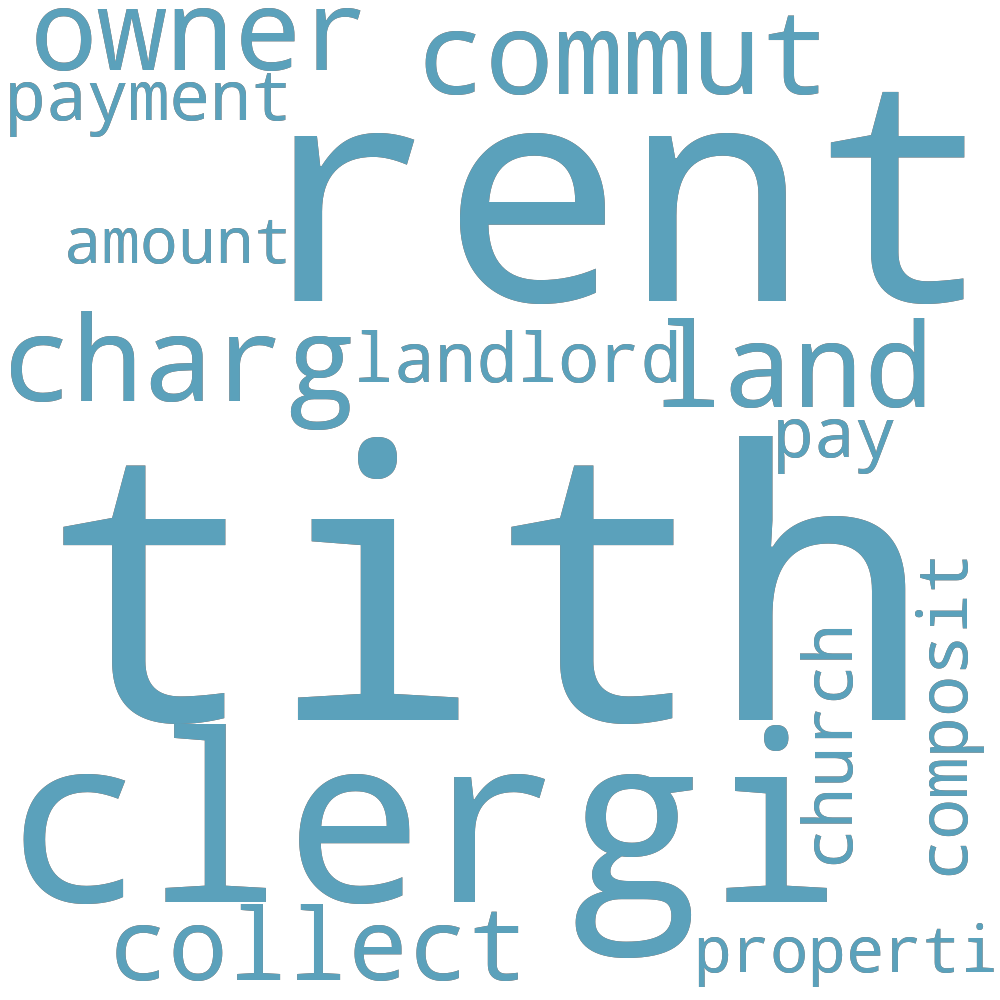 owner
commut
payment
rent
amount
charg
landlord
land
pay
tith
composit
church
clergi
collect
properti